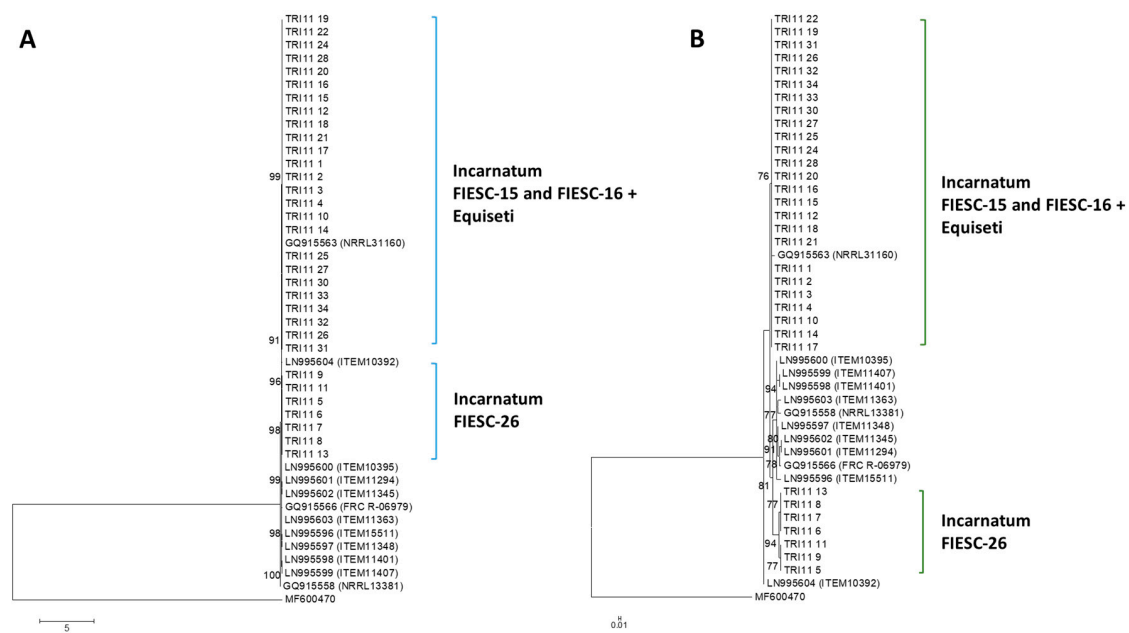 A
TRI11 19
TRI11 22
TRI11 24
TRI11 28
TRI11 20
TRI11 16
TRI11 15
TRI11 12
TRI11 18
TRI11 21
TRI11 17
TRI11 1
99
TRI11 2
TRI11 3
TRI11 4
TRI11 10
TRI11 14
GQ915563 (NRRL31160)
TRI11 25
TRI11 27
TRI11 30
TRI11 33
TRI11 34
TRI11 32
TRI11 26
91
TRI11 31
LN995604 (ITEM10392)
TRI11 9
96
TRI11 11
TRI11 5
TRI11 6
TRI11 7
98
TRI11 8
TRI11 13
LN995600 (ITEM10395)
99
LN995601 (ITEM11294)
LN995602 (ITEM11345)
GQ915566 (FRC R-06979)
LN995603 (ITEM11363)
98
LN995596 (ITEM15511)
LN995597 (ITEM11348)
LN995598 (ITEM11401)
100
LN995599 (ITEM11407)
GQ915558 (NRRL13381)
MF600470
5
Incarnatum
FIESC-15 and FIESC-16 +
Equiseti
Incarnatum
FIESC-26
B
TRI11 22
TRI11 19
TRI11 31
TRI11 26
TRI11 32
TRI11 34
TRI11 33
TRI11 30
TRI11 27
TRI11 25
TRI11 24
TRI11 28
76
TRI11 20
TRI11 16
TRI11 15
TRI11 12
TRI11 18
TRI11 21
GQ915563 (NRRL31160)
TRI11 1
TRI11 2
TRI11 3
TRI11 4
TRI11 10
TRI11 14
TRI11 17
LN995600 (ITEM10395)
LN995599 (ITEM11407)
94
LN995598 (ITEM11401)
LN995603 (ITEM11363)
77
GQ915558 (NRRL13381)
LN995597 (ITEM11348)
80
LN995602 (ITEM11345)
91
LN995601 (ITEM11294)
78
GQ915566 (FRC R-06979)
LN995596 (ITEM15511)
81
TRI11 13
77
TRI11 8
TRI11 7
TRI11 6
94
TRI11 11
TRI11 9
77
TRI11 5
LN995604 (ITEM10392)
MF600470
0.01
Incarnatum
FIESC-15 and FIESC-16 +
Equiseti
Incarnatum
FIESC-26